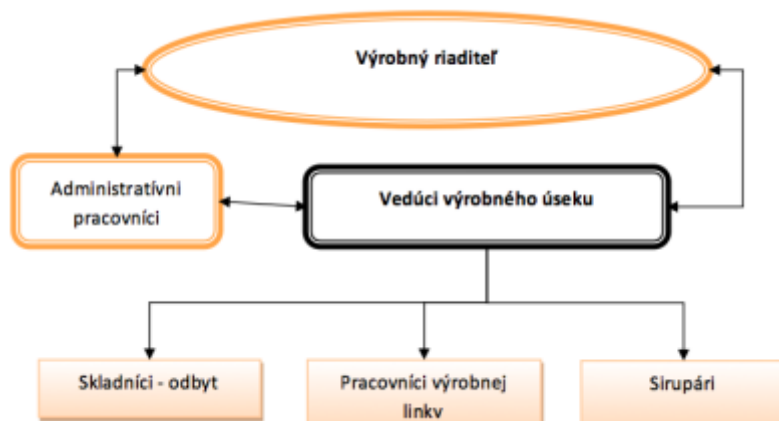 Výrobný riaditeľ
Administratívni
pracovníci
Vedúci výrobného úseku
Skladníci - odbyt
Pracovníci výrobnej
linky
Sirupári